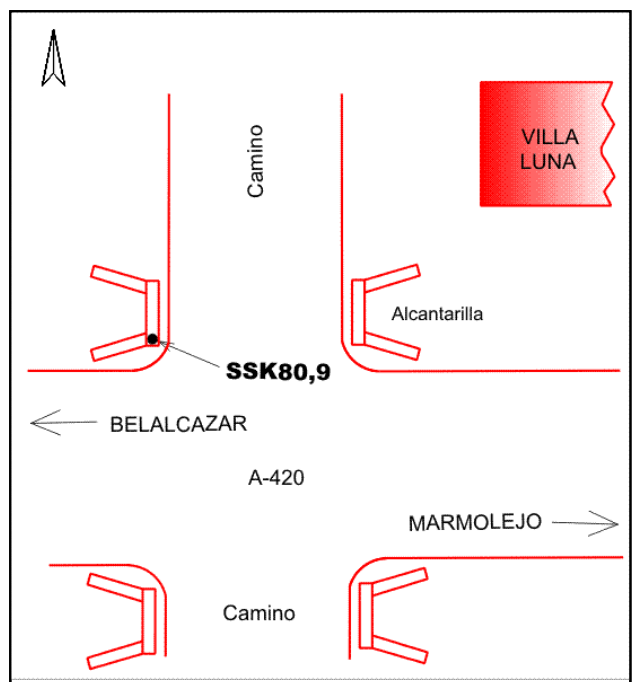 Camino
VILLA
LUNA
Alcantarilla
SSK80,9
BELALCAZAR
A-420
MARMOLEJO
Camino